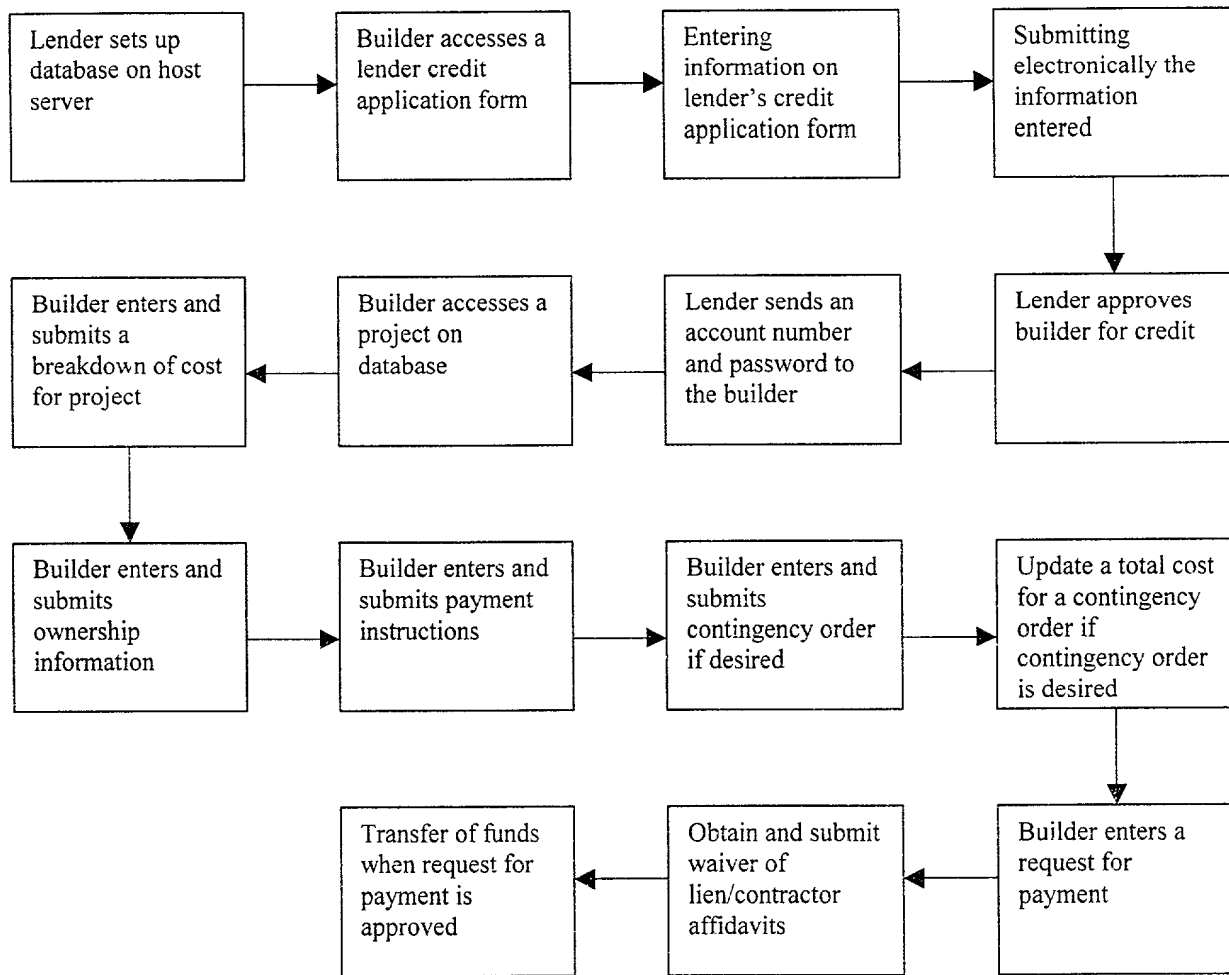 Lender sets up
database on host
server
Builder accesses a
lender credit
application form
Entering
information on
lender's credit
application form
Submitting
electronically the
information
entered
Lender approves
builder for credit
Lender sends an
account number
and password to
the builder
Builder accesses a
project on
database
Builder enters and
submits a
breakdown of cost
for project
Builder enters and
submits
ownership
information
Builder enters and
submits payment
instructions
Builder enters and
submits
contingency order
if desired
Update a total cost
for a contingency
order if
contingency order
is desired
Builder enters a
request for
payment
Obtain and submit
waiver of
lien/contractor
affidavits
Transfer of funds
when request for
payment is
approved